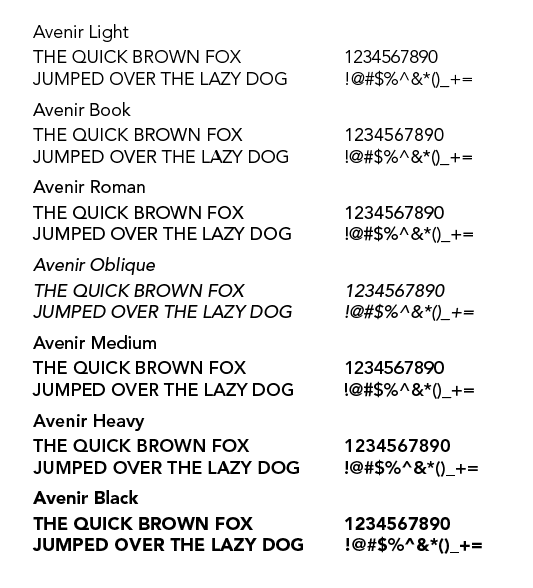 Avenir Light
THE QUICK BROWN FOX 1234567890
JUMPED OVER THE LAZY DOG !@#$%^&*()_+=
Avenir Book
THE QUICK BROWN FOX 1234567890
JUMPED OVER THE LAZY DOG !@#$%^&*()_+=
Avenir Roman
THE QUICK BROWN FOX 1234567890
JUMPED OVER THE LAZY DOG !@#$%^&*()_+=
Avenir Oblique
THE QUICK BROWN FOX 1234567890
JUMPED OVER THE LAZY DOG !@#$%^&*()_+=
Avenir Medium
THE QUICK BROWN FOX 1234567890
JUMPED OVER THE LAZY DOG !@#$%^&*()_+=
Avenir Heavy
THE QUICK BROWN FOX 1234567890
JUMPED OVER THE LAZY DOG !@#$%^&*()_+=
Avenir Black
THE QUICK BROWN FOX 1234567890
JUMPED OVER THE LAZY DOG !@#$%^&*()_+=